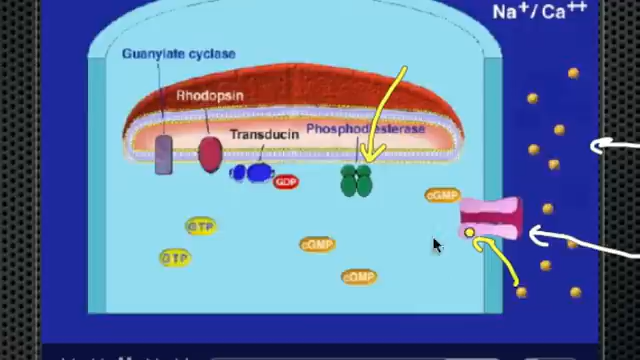 Na+/Ca++
Guanylate cyclase
Rhodopsin
Transducin
Phosphodiesterase
GDP
cGMP
GTP
cGMP
GTP
cGMP